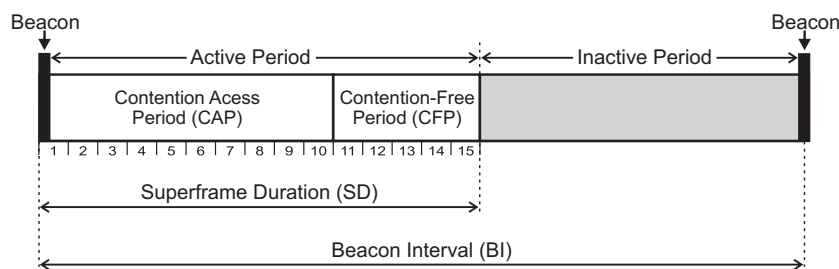 Beacon Beacon
Active Period Inactive Period
Contention Acess Contention-Free
Period (CAP) Period (CFP)
1 2 3 4 5 6 7 8 9 10 11 12 13 14 15
Superframe Duration (SD)
Beacon Interval (BI)